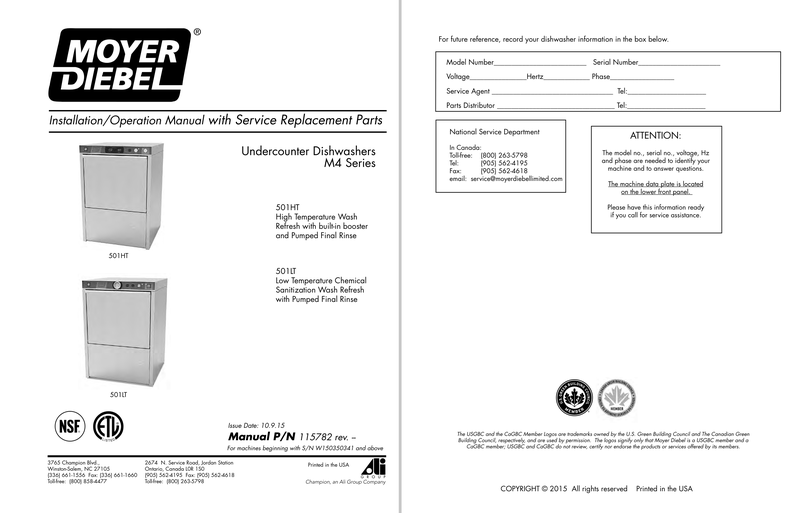 MOYER
DIEBEL
®
Installation/Operation Manual with Service Replacement Parts
Undercounter Dishwashers
M4 Series
501HT
High Temperature Wash
Refresh with built-in booster
and Pumped Final Rinse
501HT
501LT
Low Temperature Chemical
Sanitization Wash Refresh
with Pumped Final Rinse
501LT
NSF
ETL
Issue Date: 10.9.15
Manual P/N 115782 rev. –
For machines beginning with S/N W150350341 and above
3765 Champion Blvd.,
Winston-Salem, NC 27105
(336) 661-1556 Fax: (336) 661-1660
Toll-free: (800) 858-4477
2674 N. Service Road, Jordan Station
Ontario, Canada L0R 1S0
(905) 562-4195 Fax: (905) 562-4618
Toll-free: (800) 263-5798
Printed in the USA
Ali
GROUP
Champion, an Ali Group Company
For future reference, record your dishwasher information in the box below.
Model Number Serial Number
Voltage Hertz Phase
Service Agent Tel:
Parts Distributor Tel:
National Service Department
In Canada:
Toll-free: (800) 263-5798
Tel: (905) 562-4195
Fax: (905) 562-4618
email: service@moyerdiebellimited.com
ATTENTION:
The model no., serial no., voltage, Hz
and phase are needed to identify your
machine and to answer questions.
The machine data plate is located
on the lower front panel.
Please have this information ready
if you call for service assistance.
MEMBER
MEMBER
The USGBC and the CaGBC Member Logos are trademarks owned by the U.S. Green Building Council and The Canadian Green
Building Council, respectively, and are used by permission. The logos signify only that Moyer Diebel is a USGBC member and a
CaGBC member; USGBC and CaGBC do not review, certify nor endorse the products or services offered by its members.
COPYRIGHT © 2015 All rights reserved Printed in the USA